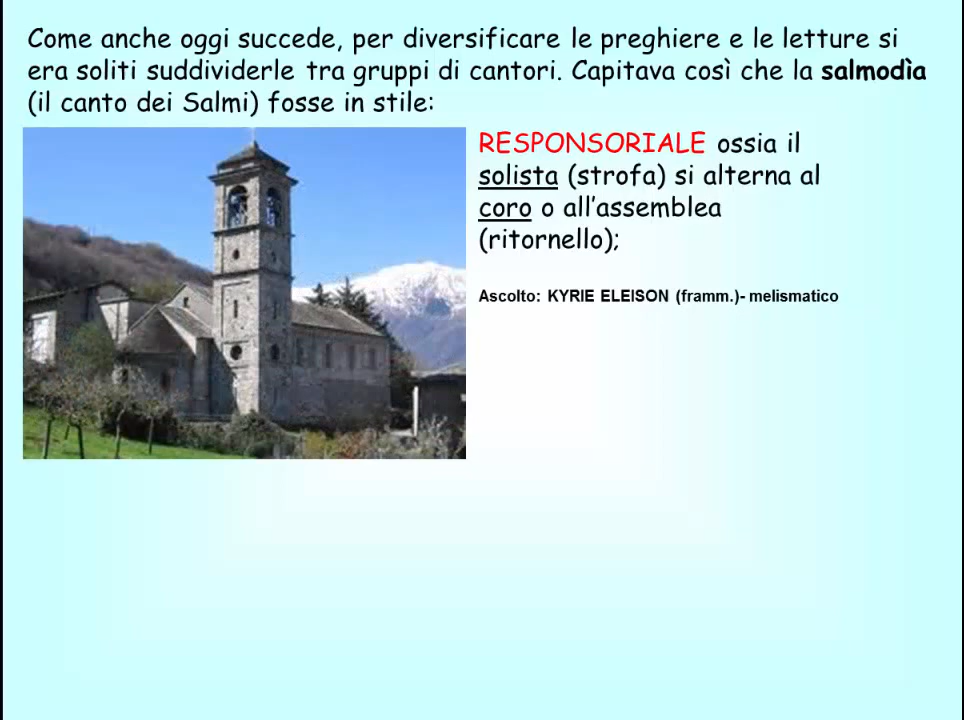 Come anche oggi succede, per diversificare le preghiere e le letture si
era soliti suddividerle tra gruppi di cantori. Capitava così che la salmodìa
(il canto dei Salmi) fosse in stile:
RESPONSORIALE ossia il
solista (strofa) si alterna al
coro o all'assemblea
(ritornello);
Ascolto: KYRIE ELEISON (framm.)- melismatico